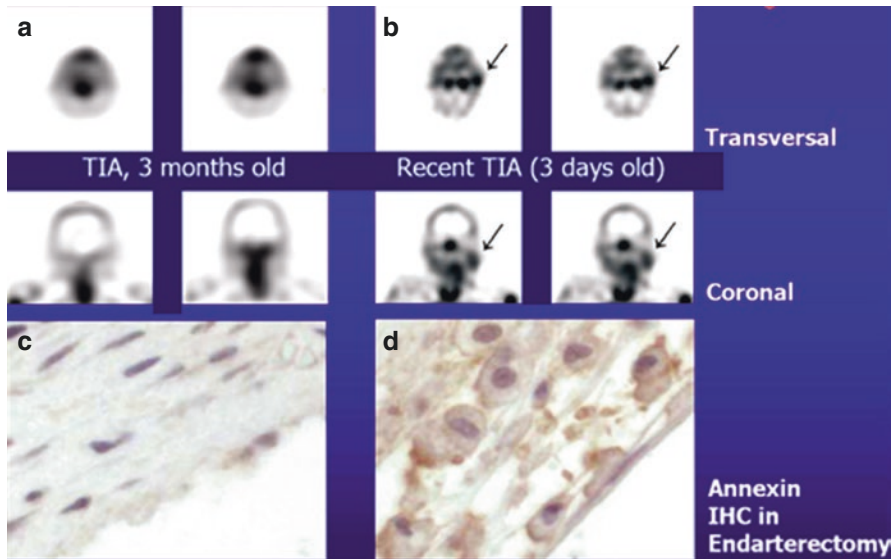 a
b
Transversal
TIA, 3 months old
Recent TIA (3 days old)
Coronal
c
d
Annexin
IHC in
Endarterectomy